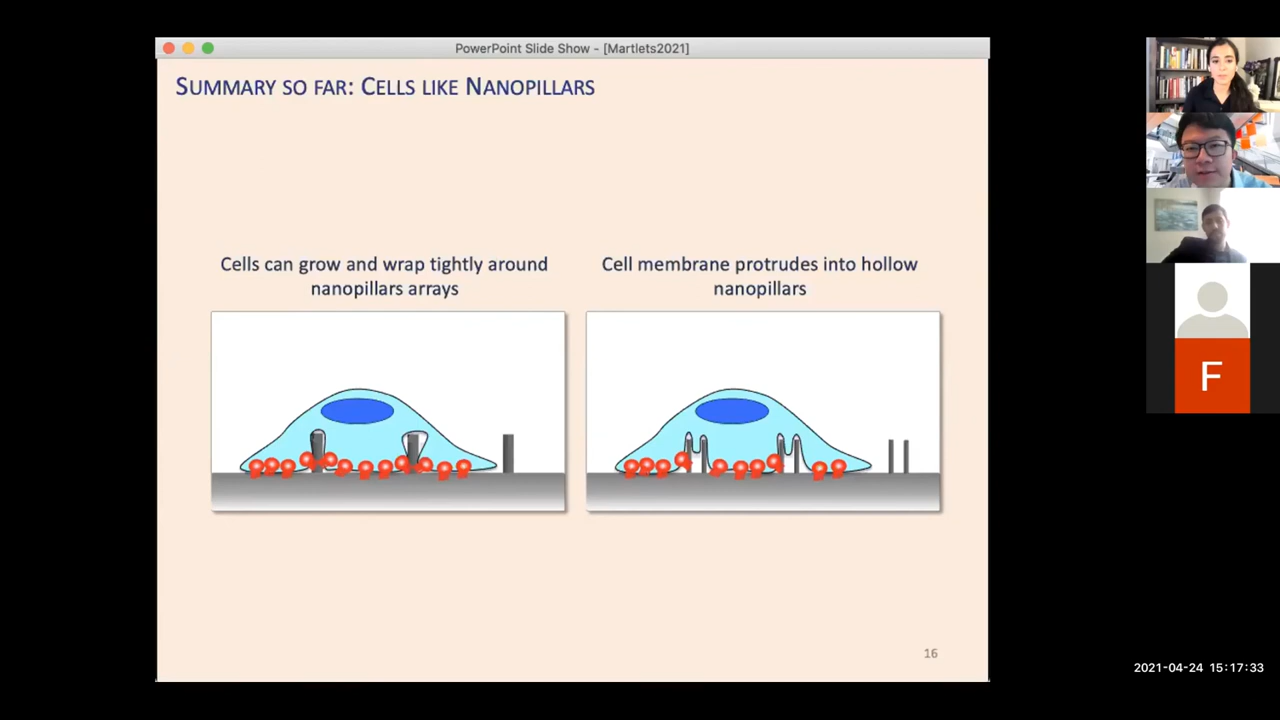 PowerPoint Slide Show - [Martlets2021]
SUMMARY SO FAR: CELLS LIKE NANOPILLARS
Cells can grow and wrap tightly around
nanopillars arrays
Cell membrane protrudes into hollow
nanopillars
F
16
2021-04-24 15:17:33